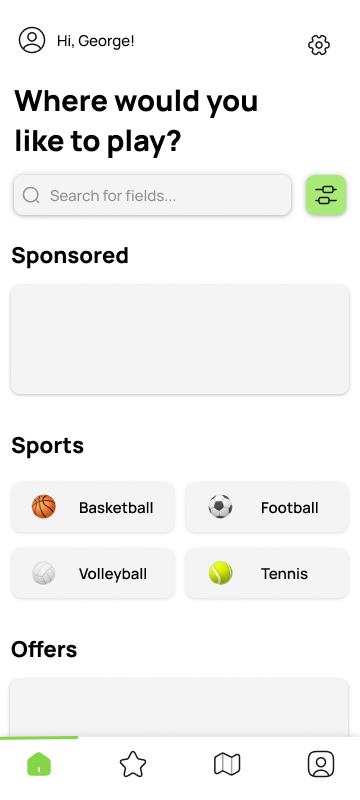 Hi, George!
Where would you
like to play?
Search for fields...
Sponsored
Sports
Basketball
Football
Volleyball
Tennis
Offers